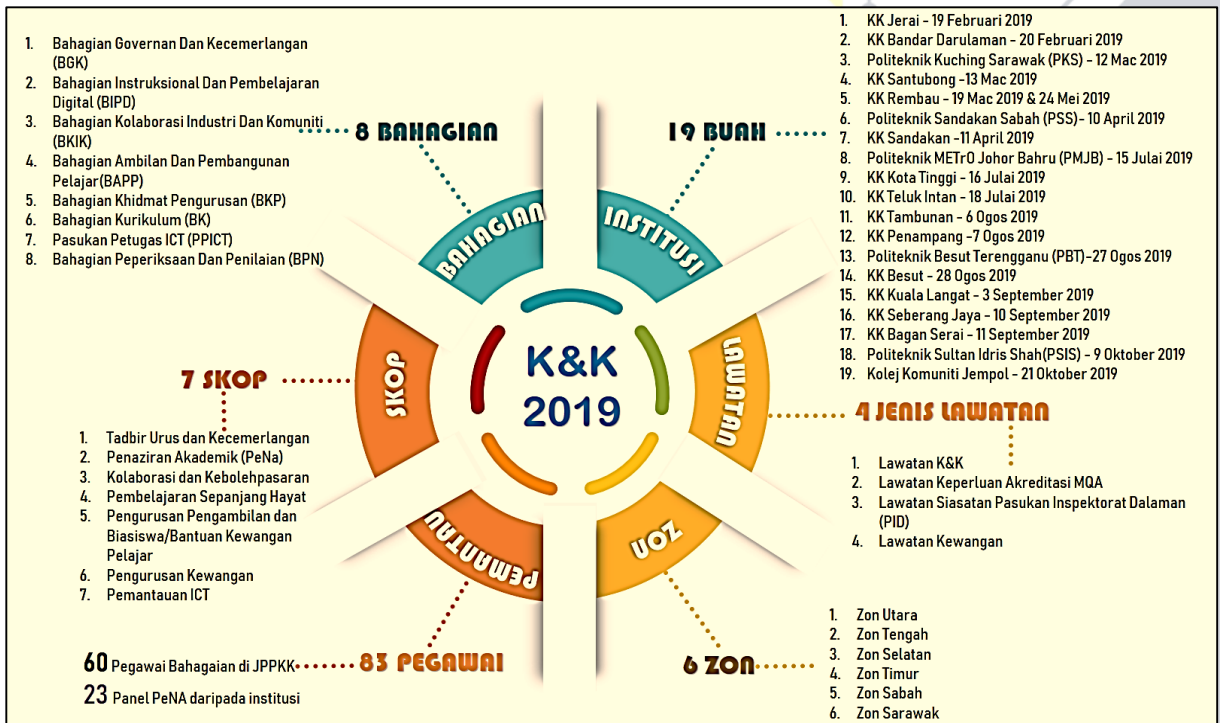 1. Bahagian Governan Dan Kecemerlangan
(BGK)
2. Bahagian Instruksional Dan Pembelajaran
Digital (BIPD)
3. Bahagian Kolaborasi Industri Dan Komuniti
(BKIK)
4. Bahagian Ambilan Dan Pembangunan
Pelajar(BAPP)
5. Bahagian Khidmat Pengurusan (BKP)
6. Bahagian Kurikulum (BK)
7. Pasukan Petugas ICT (PPICT)
8. Bahagian Peperiksaan Dan Penilaian (BPN)
8 BAHAGIAN
BAHAGIAN
19 BUAH
INSTITUSI
1. KK Jerai - 19 Februari 2019
2. KK Bandar Darulaman - 20 Februari 2019
3. Politeknik Kuching Sarawak (PKS) - 12 Mac 2019
4. KK Santubong -13 Mac 2019
5. KK Rembau - 19 Mac 2019 & 24 Mei 2019
6. Politeknik Sandakan Sabah (PSS)- 10 April 2019
7. KK Sandakan -11 April 2019
8. Politeknik METrO Johor Bahru (PMJB) - 15 Julai 2019
9. KK Kota Tinggi - 16 Julai 2019
10. KK Teluk Intan - 18 Julai 2019
11. KK Tambunan - 6 Ogos 2019
12. KK Penampang -7 Ogos 2019
13. Politeknik Besut Terengganu (PBT)-27 Ogos 2019
14. KK Besut - 28 Ogos 2019
15. KK Kuala Langat - 3 September 2019
16. KK Seberang Jaya - 10 September 2019
17. KK Bagan Serai - 11 September 2019
18. Politeknik Sultan Idris Shah(PSIS) - 9 Oktober 2019
19. Kolej Komuniti Jempol - 21 Oktober 2019
K&K
2019
7 SKOP
SKOP
1. Tadbir Urus dan Kecemerlangan
2. Penaziran Akademik (PeNa)
3. Kolaborasi dan Kebolehpasaran
4. Pembelajaran Sepanjang Hayat
5. Pengurusan Pengambilan dan
Biasiswa/Bantuan Kewangan
Pelajar
6. Pengurusan Kewangan
7. Pemantauan ICT
LAWATAN
4 JENIS LAWATAN
1. Lawatan K&K
2. Lawatan Keperluan Akreditasi MQA
3. Lawatan Siasatan Pasukan Inspektorat Dalaman
(PID)
4. Lawatan Kewangan
PEMANTAU
83 PEGAWAI
60 Pegawai Bahagaian di JPPKK
23 Panel PeNA daripada institusi
ZON
6 ZON
1. Zon Utara
2. Zon Tengah
3. Zon Selatan
4. Zon Timur
5. Zon Sabah
6. Zon Sarawak